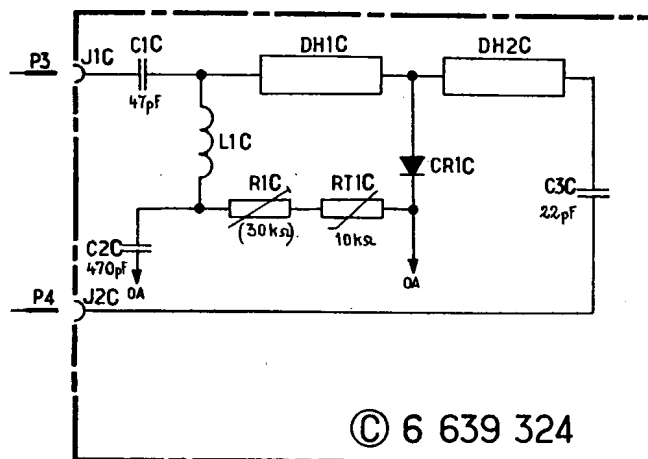 P3
J1C
C1C
47pF
DH1C
DH2C
L1C
CR1C
R1C
(30kΩ)
RT1C
10kΩ
C3C
22pF
C2C
470pF
0A
0A
P4
J2C
Ⓒ 6 639 324